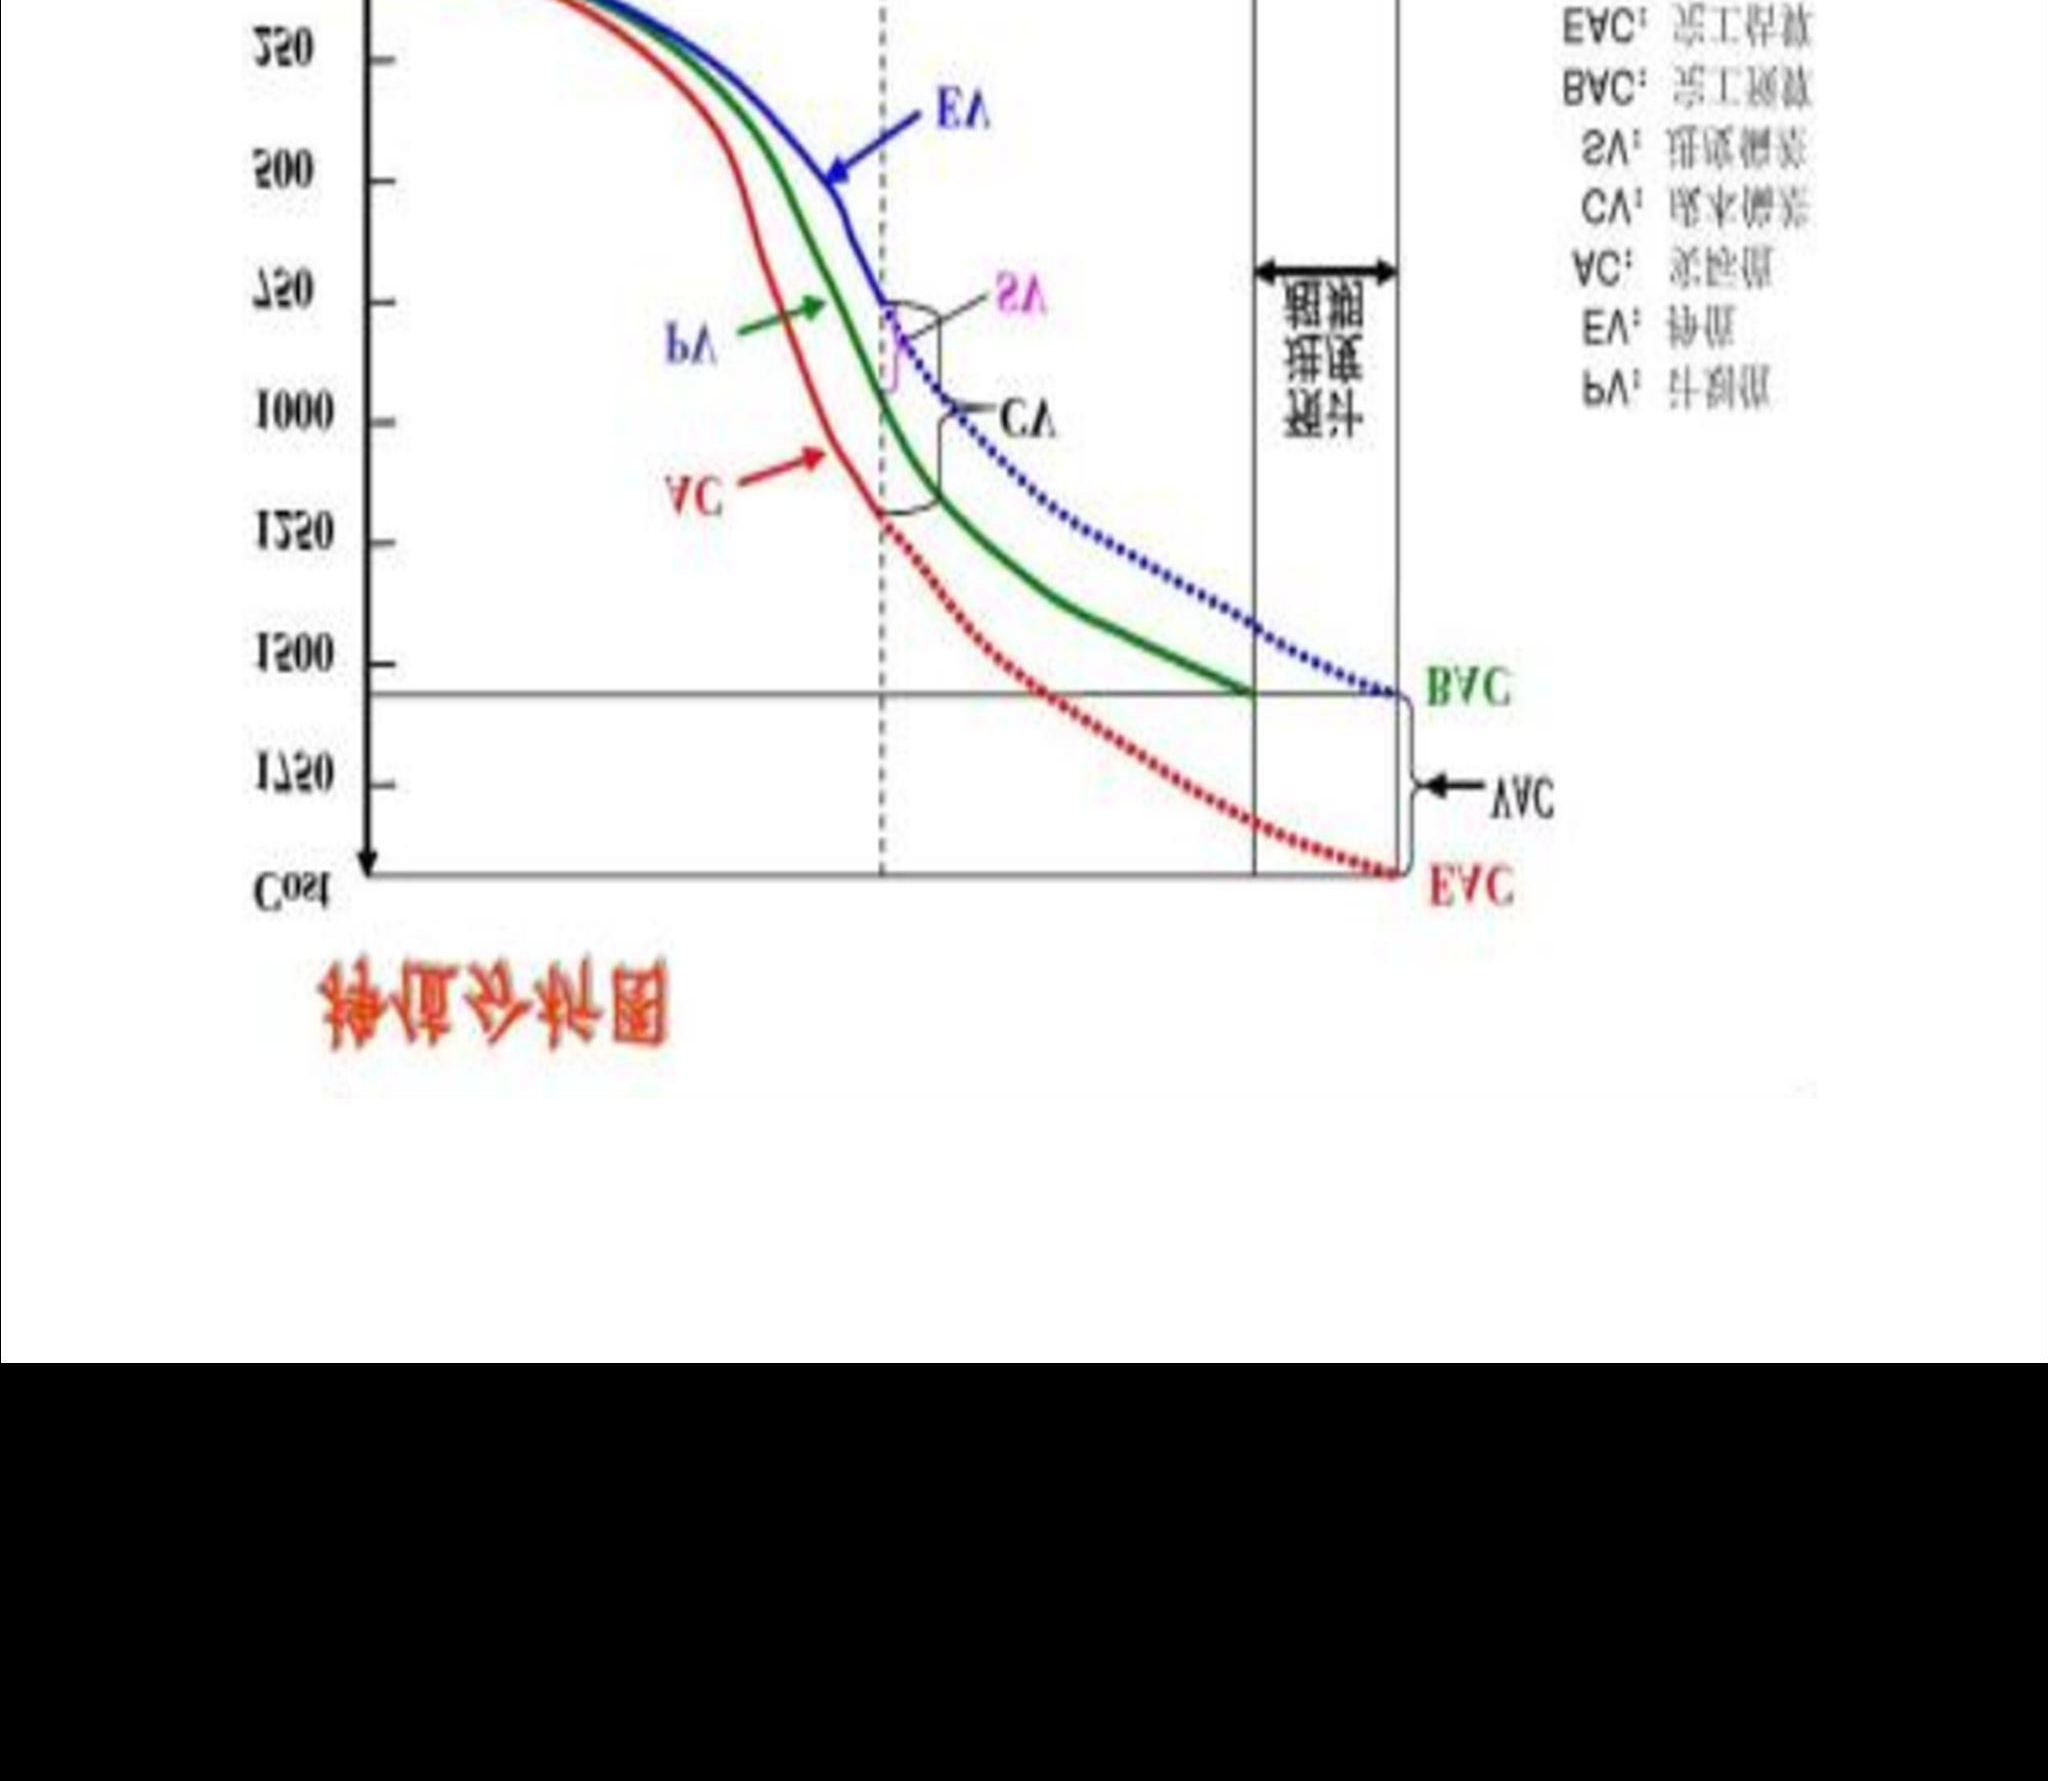 挣值分析图
Cost
EAC
1750
VAC
BAC
1500
1250
AC
1000
CV
预计
进度
PV
750
SV
500
EV
250
PV: 计划值
EV: 挣值
AC: 实际值
CV: 成本偏差
SV: 进度偏差
BAC: 完工预算
EAC: 完工估算